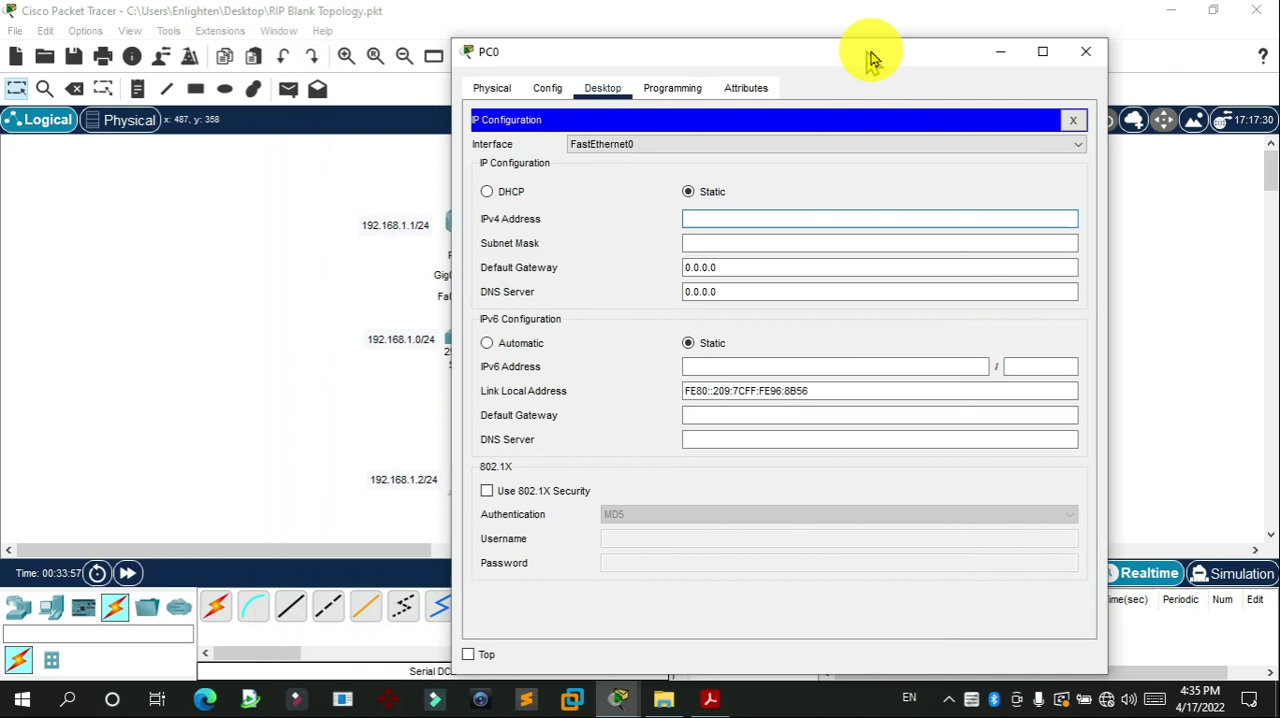 Cisco Packet Tracer - C:\Users\Enlighten\Desktop\RIP Blank Topology.pkt
File Edit Options View Tools Extensions Window Help
PC0
Physical Config Desktop Programming Attributes
Logical Physical x: 487, y: 358
17:17:30
IP Configuration X
Interface FastEthernet0
IP Configuration
DHCP Static
IPv4 Address
Subnet Mask
Default Gateway 0.0.0.0
DNS Server 0.0.0.0
IPv6 Configuration
Automatic Static
IPv6 Address /
Link Local Address FE80::209:7CFF:FE96:8B56
Default Gateway
DNS Server
802.1X
Use 802.1X Security
Authentication MD5
Username
Password
Top
192.168.1.1/24
Gig0
Fa0
192.168.1.0/24
192.168.1.2/24
Time: 00:33:57
Realtime Simulation
Time(sec) Periodic Num Edit
Serial DC
EN
4:35 PM
4/17/2022